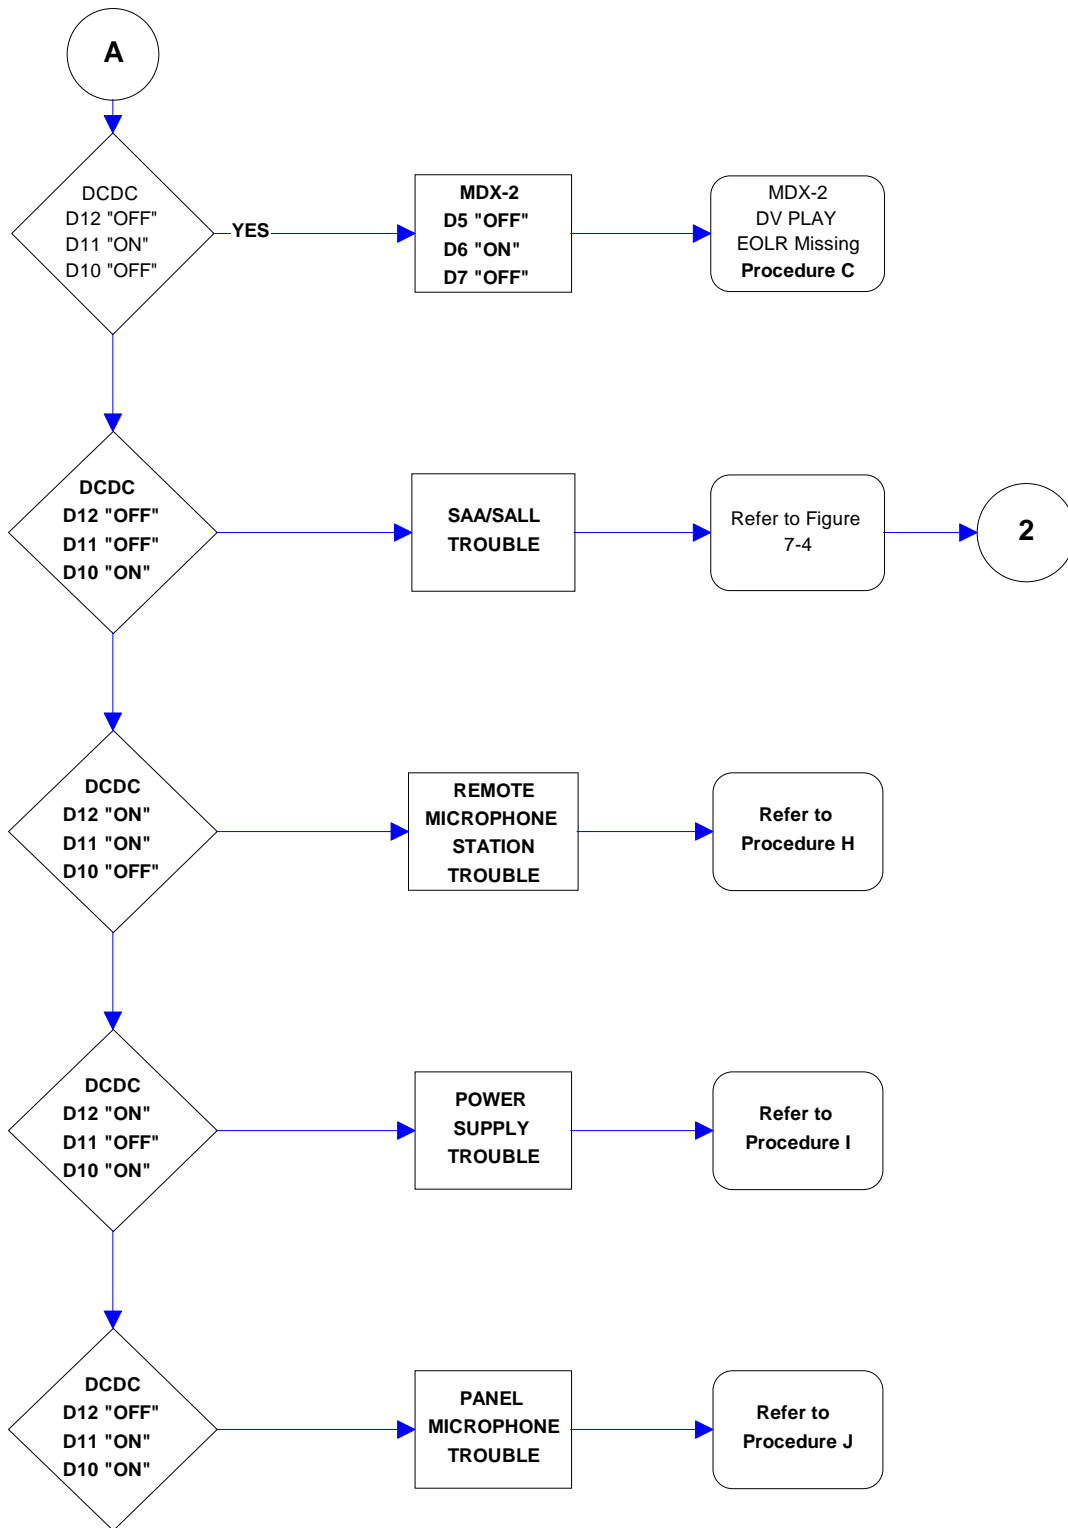 A
DCDC
D12 "OFF"
D11 "ON"
D10 "OFF"
YES
MDX-2
D5 "OFF"
D6 "ON"
D7 "OFF"
MDX-2
DV PLAY
EOLR Missing
Procedure C
DCDC
D12 "OFF"
D11 "OFF"
D10 "ON"
SAA/SALL
TROUBLE
Refer to Figure
7-4
2
DCDC
D12 "ON"
D11 "ON"
D10 "OFF"
REMOTE
MICROPHONE
STATION
TROUBLE
Refer to
Procedure H
DCDC
D12 "ON"
D11 "OFF"
D10 "ON"
POWER
SUPPLY
TROUBLE
Refer to
Procedure I
DCDC
D12 "OFF"
D11 "ON"
D10 "ON"
PANEL
MICROPHONE
TROUBLE
Refer to
Procedure J